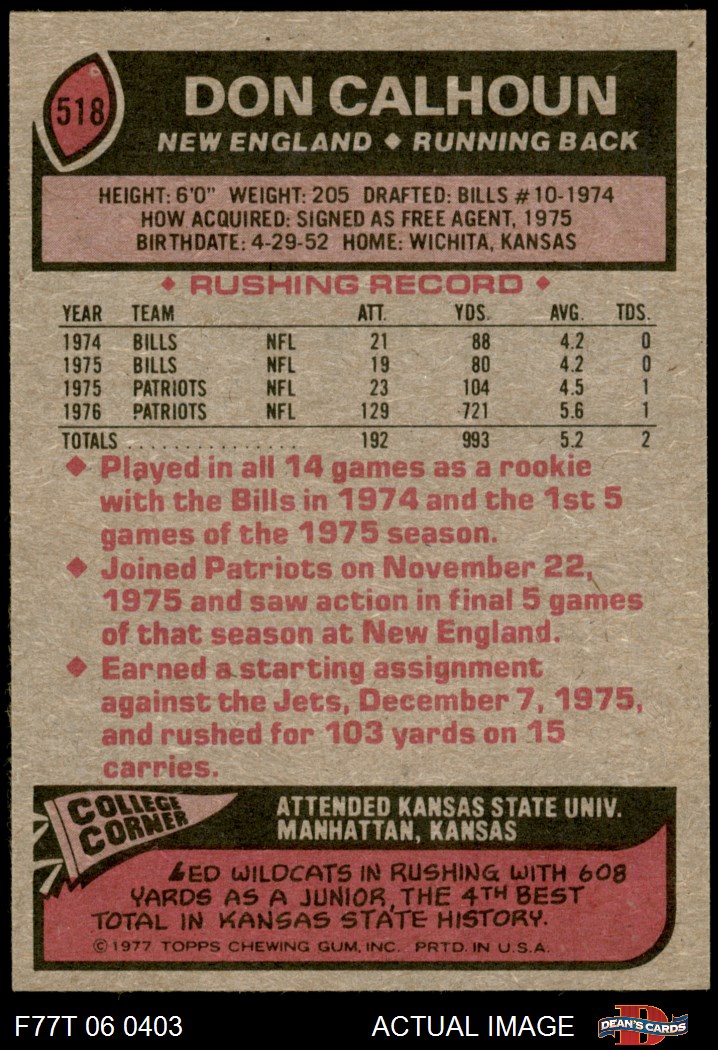 518
DON CALHOUN
NEW ENGLAND ♦ RUNNING BACK
HEIGHT: 6'0" WEIGHT: 205 DRAFTED: BILLS #10-1974
HOW ACQUIRED: SIGNED AS FREE AGENT, 1975
BIRTHDATE: 4-29-52 HOME: WICHITA, KANSAS
♦ RUSHING RECORD ♦
YEAR TEAM ATT. YDS. AVG. TDS.
1974 BILLS NFL 21 88 4.2 0
1975 BILLS NFL 19 80 4.2 0
1975 PATRIOTS NFL 23 104 4.5 1
1976 PATRIOTS NFL 129 721 5.6 1
TOTALS . . . . . . . . . . . . . . . 192 993 5.2 2
♦ Played in all 14 games as a rookie
with the Bills in 1974 and the 1st 5
games of the 1975 season.
♦ Joined Patriots on November 22,
1975 and saw action in final 5 games
of that season at New England.
♦ Earned a starting assignment
against the Jets, December 7, 1975,
and rushed for 103 yards on 15
carries.
COLLEGE
CORNER
ATTENDED KANSAS STATE UNIV.
MANHATTAN, KANSAS
LED WILDCATS IN RUSHING WITH 608
YARDS AS A JUNIOR, THE 4TH BEST
TOTAL IN KANSAS STATE HISTORY.
©1977 TOPPS CHEWING GUM, INC. PRTD. IN U.S.A.
F77T 06 0403 ACTUAL IMAGE D DEAN'S CARDS